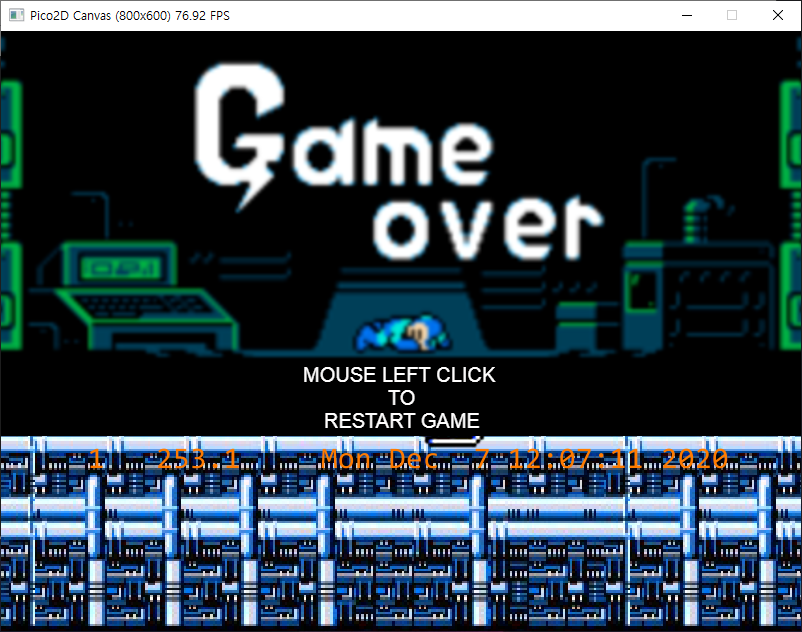 Pico2D Canvas (800x600) 76.92 FPS
Game
over
MOUSE LEFT CLICK
TO
RESTART GAME
1 253.1 Mon Dec 7 12:07:11 2020